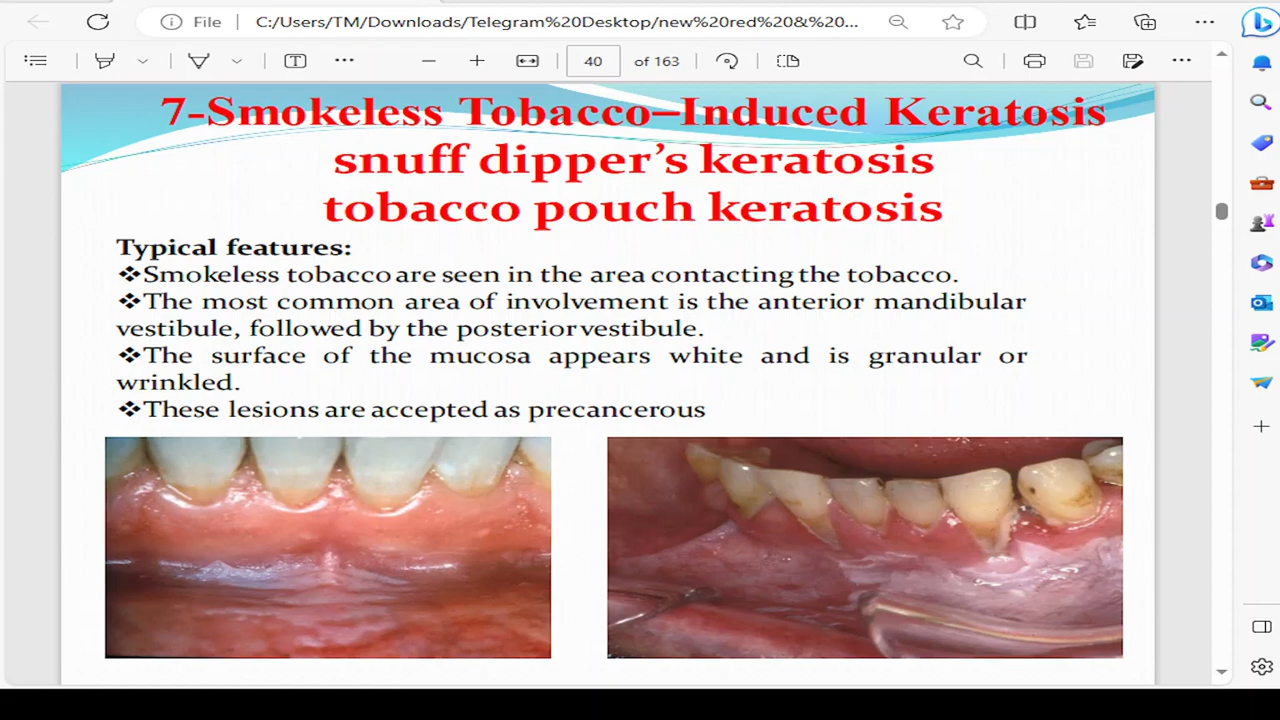 File
C:/Users/TM/Downloads/Telegram%20Desktop/new%20red%20&%20...
40 of 163
7-Smokeless Tobacco–Induced Keratosis
snuff dipper’s keratosis
tobacco pouch keratosis
Typical features:
❖Smokeless tobacco are seen in the area contacting the tobacco.
❖The most common area of involvement is the anterior mandibular
vestibule, followed by the posterior vestibule.
❖The surface of the mucosa appears white and is granular or
wrinkled.
❖These lesions are accepted as precancerous